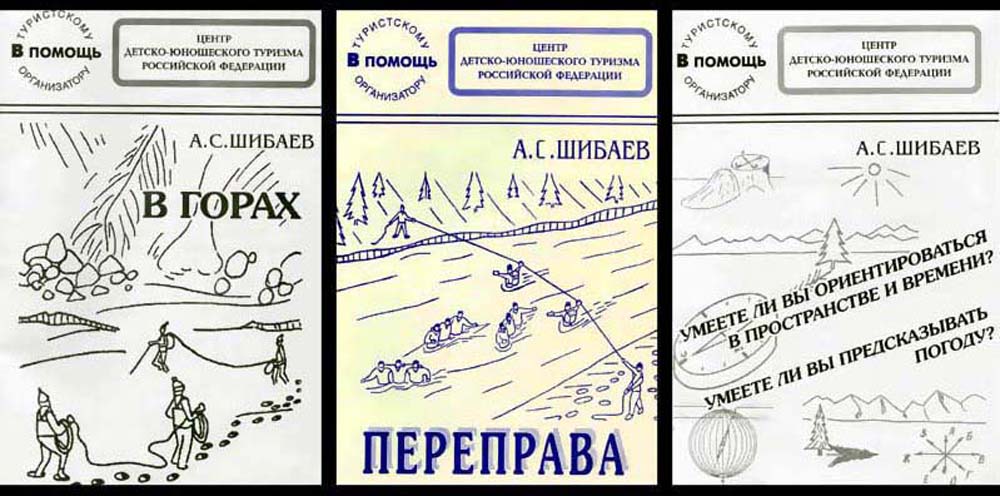 ТУРИСТСКОМУ
В ПОМОЩЬ
ОРГАНИЗАТОРУ
ЦЕНТР
ДЕТСКО-ЮНОШЕСКОГО ТУРИЗМА
РОССИЙСКОЙ ФЕДЕРАЦИИ
А.С.ШИБАЕВ
В ГОРАХ
ТУРИСТСКОМУ
В ПОМОЩЬ
ОРГАНИЗАТОРУ
ЦЕНТР
ДЕТСКО-ЮНОШЕСКОГО ТУРИЗМА
РОССИЙСКОЙ ФЕДЕРАЦИИ
А.С.ШИБАЕВ
ПЕРЕПРАВА
ТУРИСТСКОМУ
В ПОМОЩЬ
ОРГАНИЗАТОРУ
ЦЕНТР
ДЕТСКО-ЮНОШЕСКОГО ТУРИЗМА
РОССИЙСКОЙ ФЕДЕРАЦИИ
А.С.ШИБАЕВ
УМЕЕТЕ ЛИ ВЫ ОРИЕНТИРОВАТЬСЯ
В ПРОСТРАНСТВЕ И ВРЕМЕНИ?
УМЕЕТЕ ЛИ ВЫ ПРЕДСКАЗЫВАТЬ
ПОГОДУ?